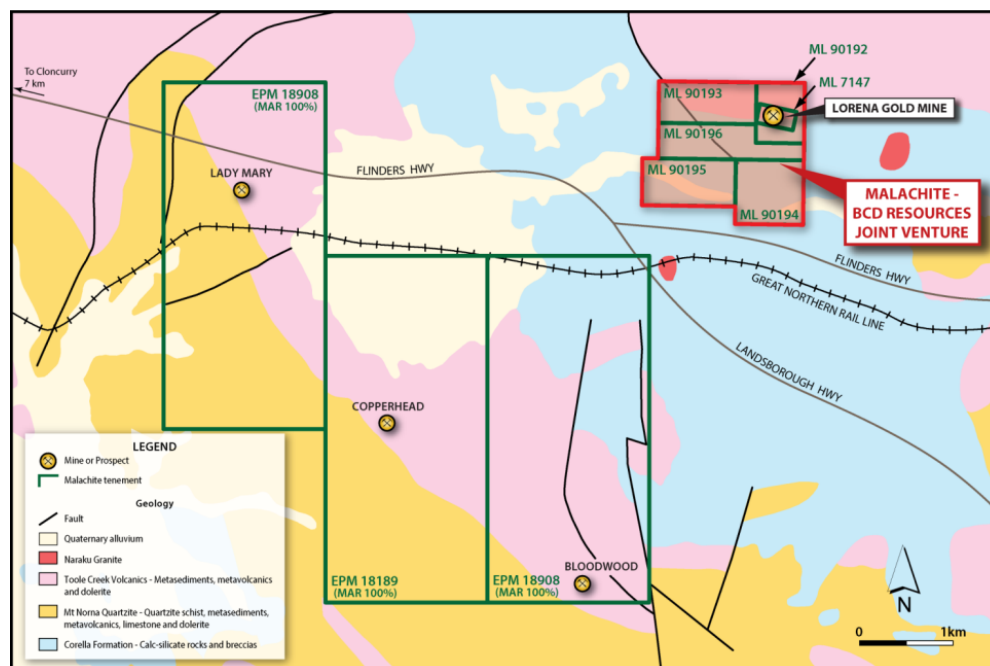 To Cloncurry
7 km
EPM 18908
(MAR 100%)
ML 90192
ML 7147
ML 90193
LORENA GOLD MINE
ML 90196
ML 90195
ML 90194
MALACHITE -
BCD RESOURCES
JOINT VENTURE
LADY MARY
FLINDERS HWY
FLINDERS HWY
GREAT NORTHERN RAIL LINE
LANDSBOROUGH HWY
COPPERHEAD
BLOODWOOD
EPM 18189
(MAR 100%)
EPM 18908
(MAR 100%)
LEGEND
Mine or Prospect
Malachite tenement
Geology
Fault
Quaternary alluvium
Naraku Granite
Toole Creek Volcanics - Metasediments, metavolcanics
and dolerite
Mt Norna Quartzite - Quartzite schist, metasediments,
metavolcanics, limestone and dolerite
Corella Formation - Calc-silicate rocks and breccias
N
0 1km